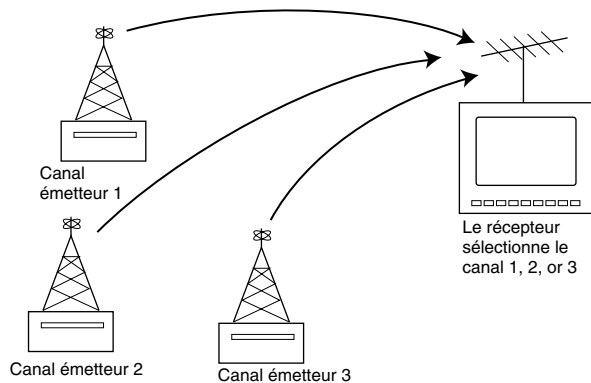 Canal
émetteur 1
Le récepteur
sélectionne le
canal 1, 2, or 3
Canal émetteur 2
Canal émetteur 3